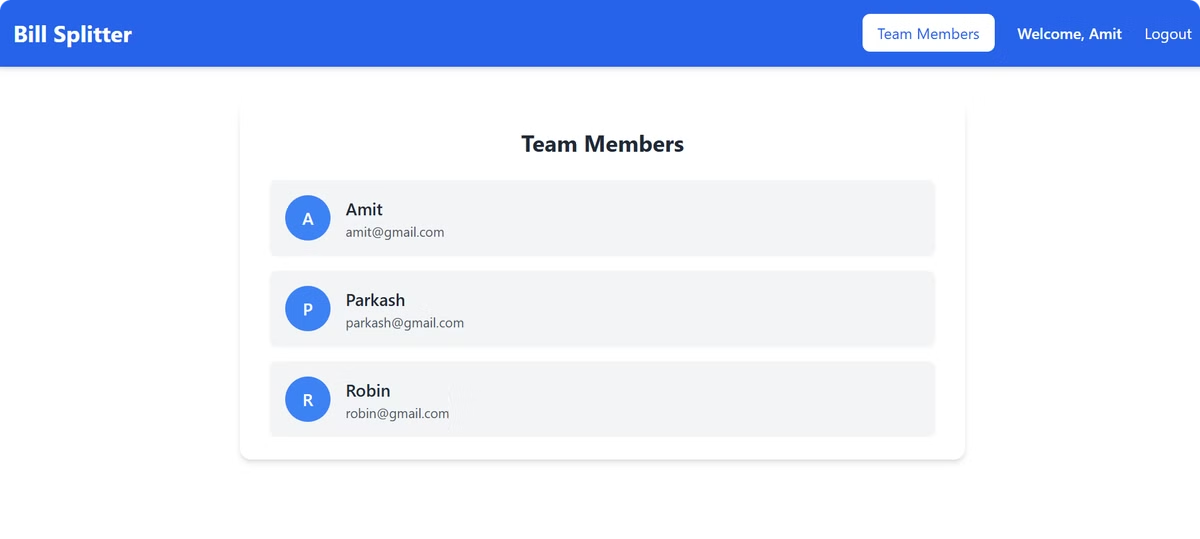 Bill Splitter
Team Members
Welcome, Amit
Logout
Team Members
A
Amit
amit@gmail.com
P
Parkash
parkash@gmail.com
R
Robin
robin@gmail.com